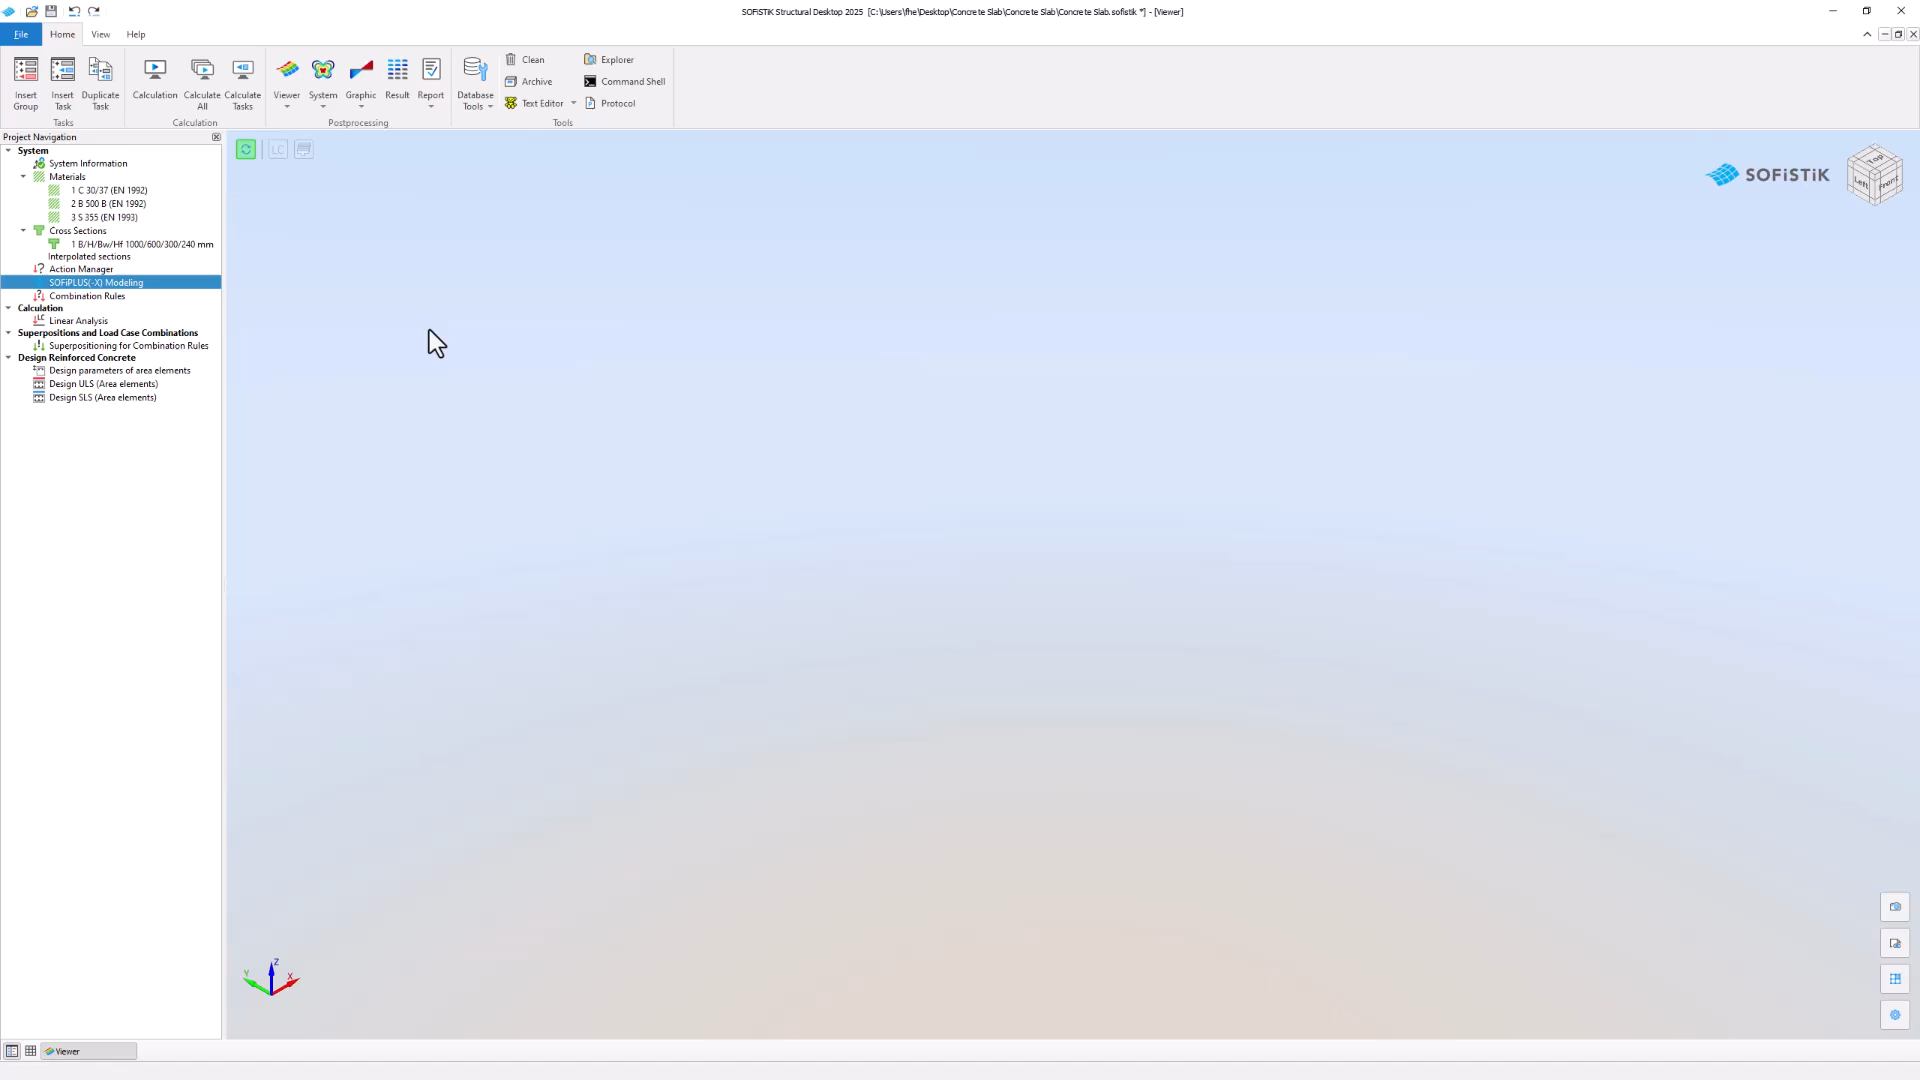 SOFiSTiK Structural Desktop 2025 [C:\Users\fhe\Desktop\Concrete Slab\Concrete Slab\Concrete Slab.sofistik *] - [Viewer]
File Home View Help
Insert Group
Insert Task
Duplicate Task
Tasks
Calculation
Calculate All
Calculate Tasks
Calculation
Viewer
System
Graphic
Result
Report
Postprocessing
Database Tools
Clean
Archive
Text Editor
Explorer
Command Shell
Protocol
Tools
Project Navigation
System
System Information
Materials
1 C 30/37 (EN 1992)
2 B 500 B (EN 1992)
3 S 355 (EN 1993)
Cross Sections
1 B/H/Bw/Hf 1000/600/300/240 mm
Interpolated sections
Action Manager
SOFiPLUS(-X) Modeling
Combination Rules
Calculation
Linear Analysis
Superpositions and Load Case Combinations
Superpositioning for Combination Rules
Design Reinforced Concrete
Design parameters of area elements
Design ULS (Area elements)
Design SLS (Area elements)
LC
SOFiSTiK
Top
Left
Front
Z
Y
X
Viewer